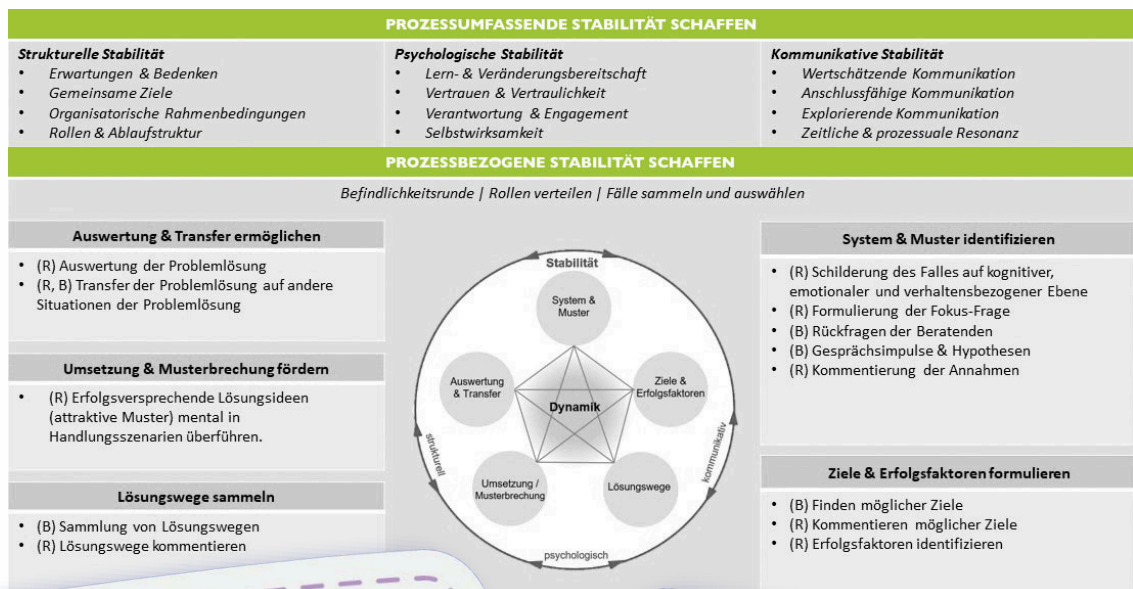 PROZESSUMFASSENDE STABILITÄT SCHAFFEN
Strukturelle Stabilität
• Erwartungen & Bedenken
• Gemeinsame Ziele
• Organisatorische Rahmenbedingungen
• Rollen & Ablaufstruktur
Psychologische Stabilität
• Lern- & Veränderungsbereitschaft
• Vertrauen & Vertraulichkeit
• Verantwortung & Engagement
• Selbstwirksamkeit
Kommunikative Stabilität
• Wertschätzende Kommunikation
• Anschlussfähige Kommunikation
• Explorierende Kommunikation
• Zeitliche & prozessuale Resonanz
PROZESSBEZOGENE STABILITÄT SCHAFFEN
Befindlichkeitsrunde | Rollen verteilen | Fälle sammeln und auswählen
Auswertung & Transfer ermöglichen
• (R) Auswertung der Problemlösung
• (R, B) Transfer der Problemlösung auf andere
Situationen der Problemlösung
Umsetzung & Musterbrechung fördern
• (R) Erfolgsversprechende Lösungsideen
(attraktive Muster) mental in
Handlungsszenarien überführen.
Lösungswege sammeln
• (B) Sammlung von Lösungswegen
• (R) Lösungswege kommentieren
Stabilität
System &
Muster
Auswertung
& Transfer
Ziele &
Erfolgsfaktoren
Dynamik
strukturell
kommunikativ
Umsetzung /
Musterbrechung
Lösungswege
psychologisch
System & Muster identifizieren
• (R) Schilderung des Falles auf kognitiver,
emotionaler und verhaltensbezogener Ebene
• (R) Formulierung der Fokus-Frage
• (B) Rückfragen der Beratenden
• (B) Gesprächsimpulse & Hypothesen
• (R) Kommentierung der Annahmen
Ziele & Erfolgsfaktoren formulieren
• (B) Finden möglicher Ziele
• (R) Kommentieren möglicher Ziele
• (R) Erfolgsfaktoren identifizieren